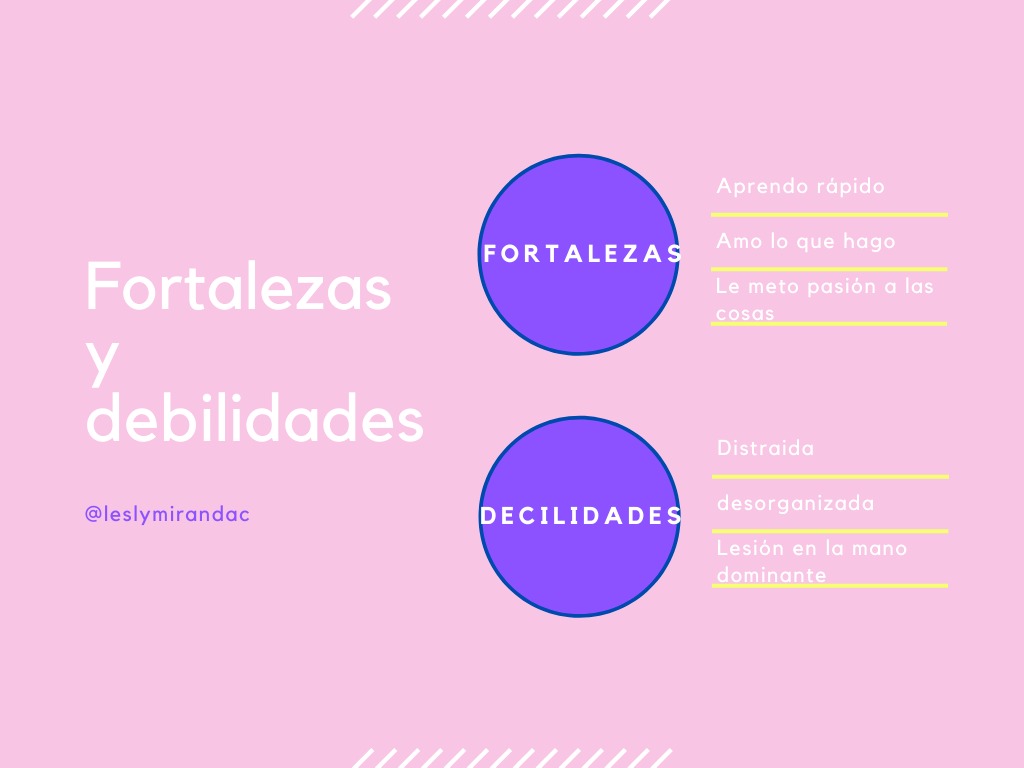 Fortalezas
y
debilidades
@leslymirandac
FORTALEZAS
Aprendo rápido
Amo lo que hago
Le meto pasión a las
cosas
DECILIDADES
Distraida
desorganizada
Lesión en la mano
dominante